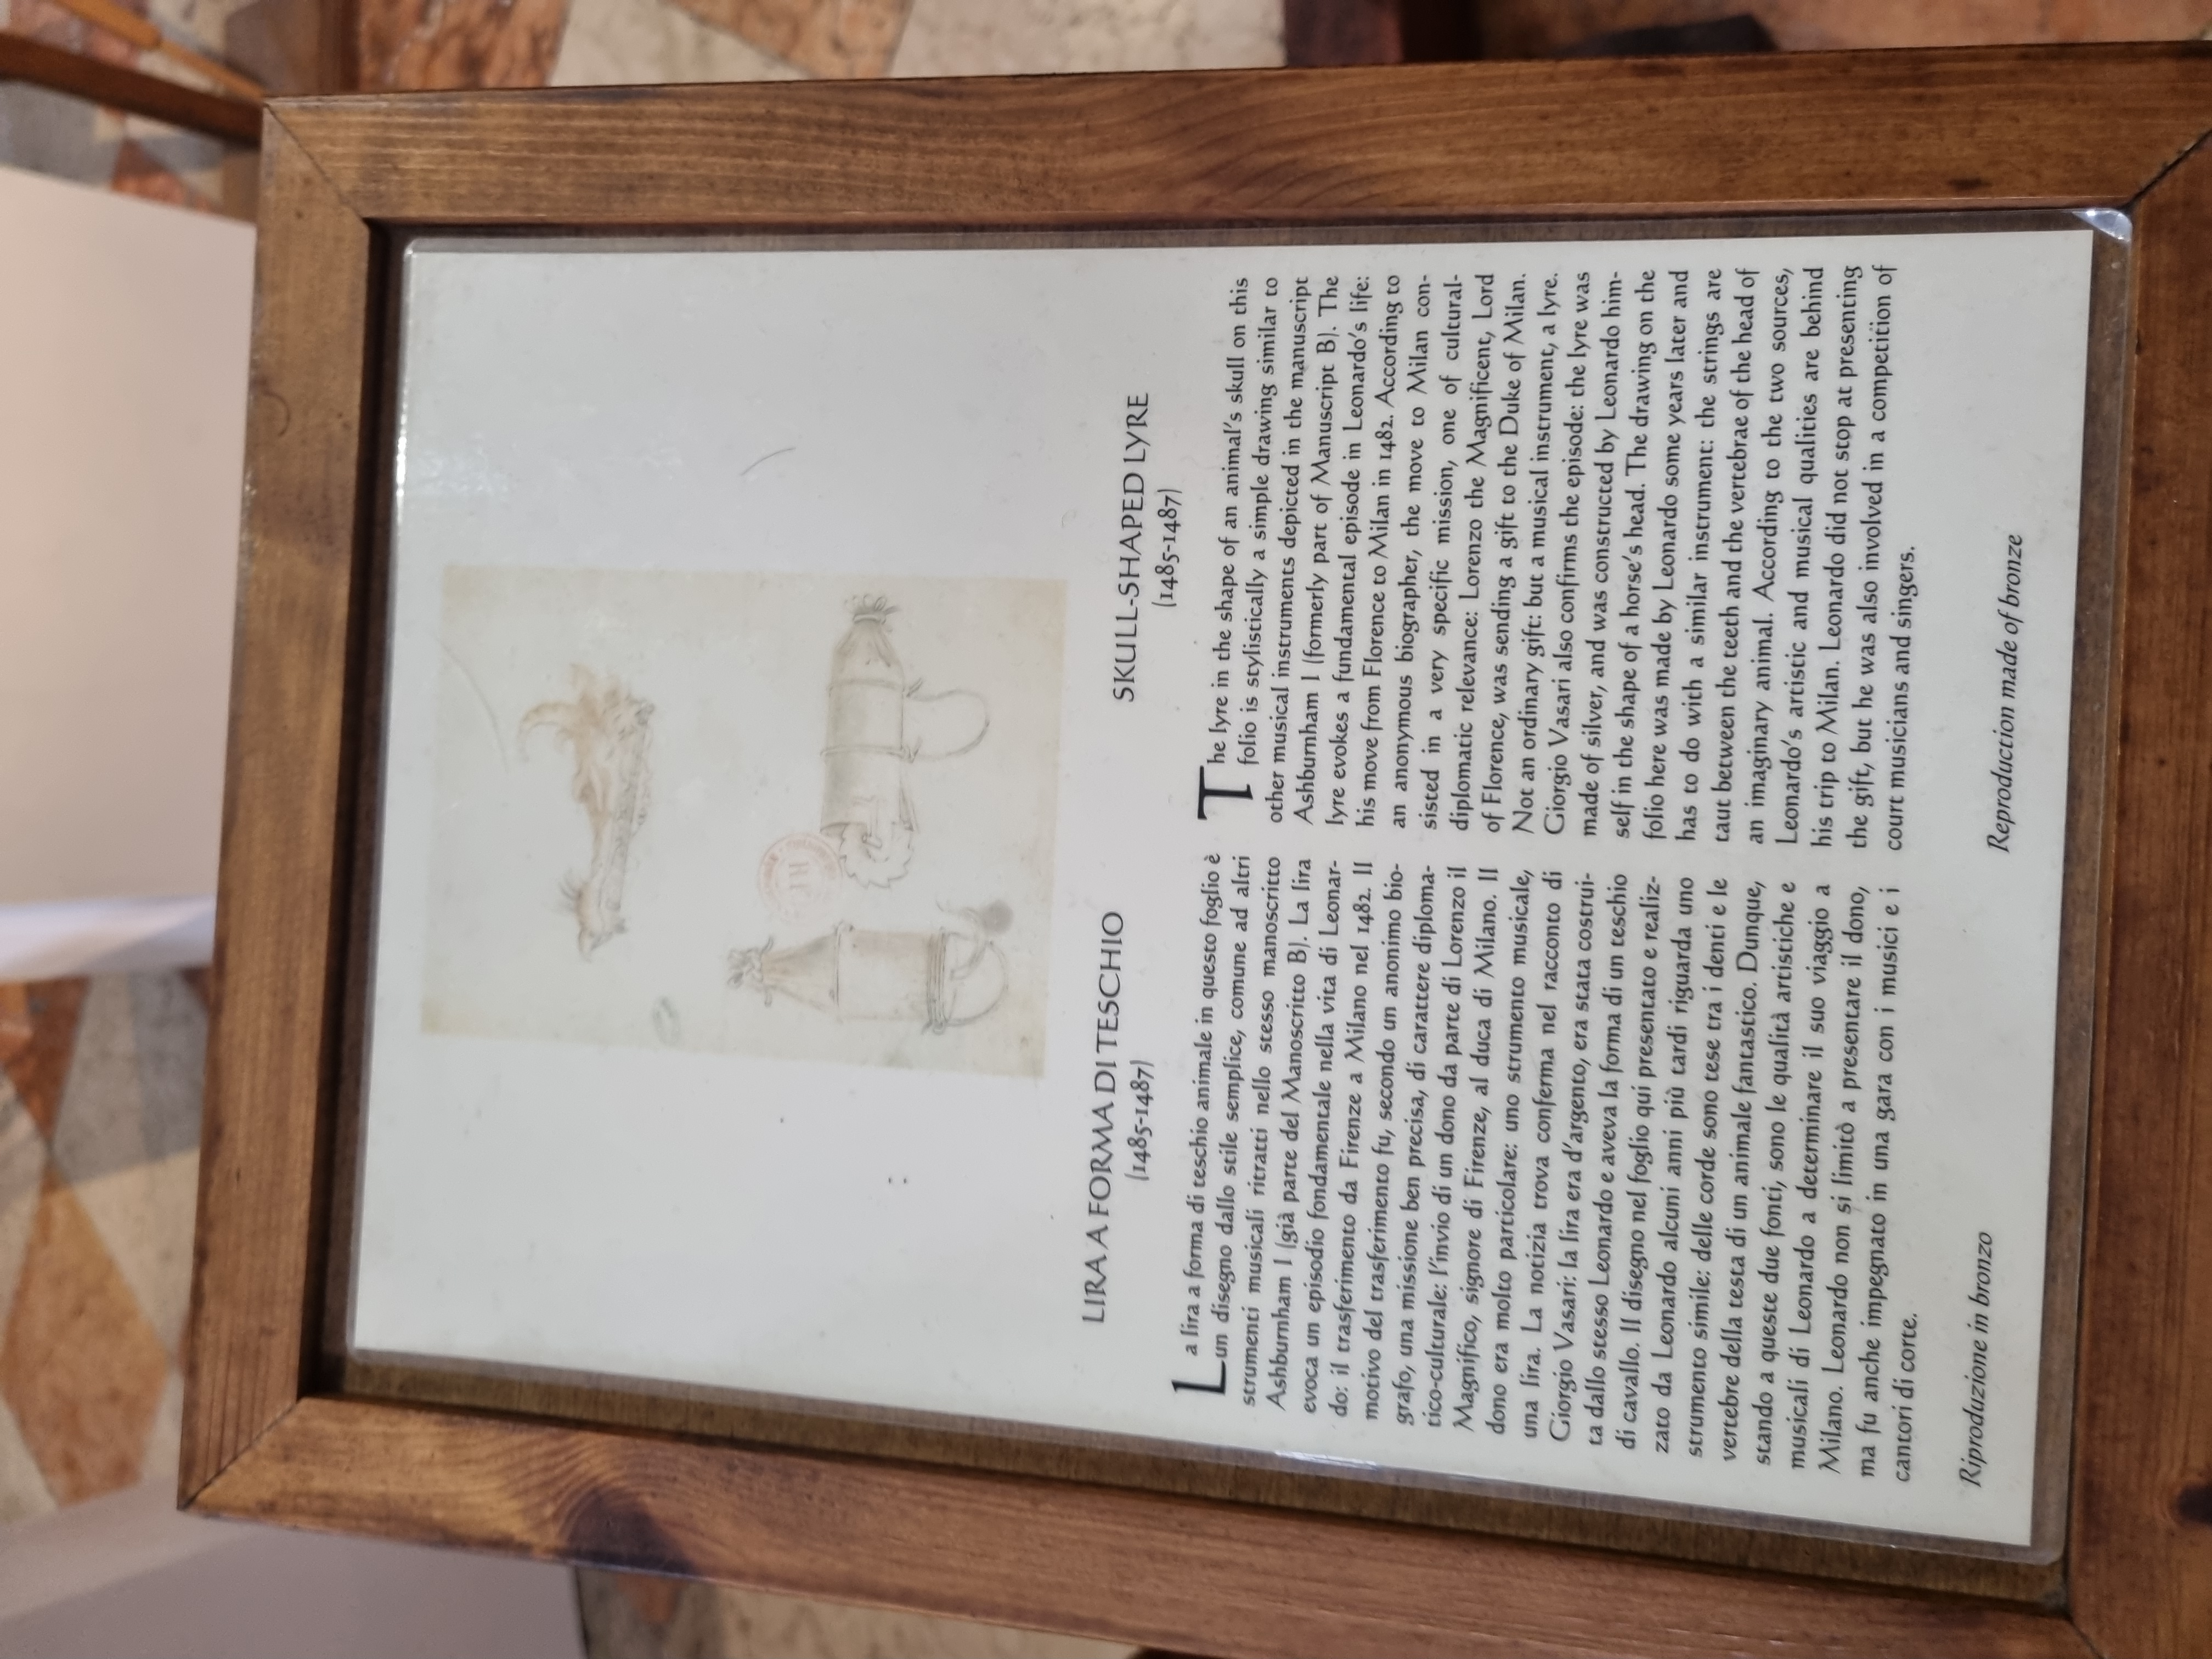 LIRA A FORMA DI TESCHIO
(1485-1487)
La lira a forma di teschio animale in questo foglio è
un disegno dallo stile semplice, comune ad altri
strumenti musicali ritratti nello stesso manoscritto
Ashburnham I (già parte del Manoscritto B). La lira
evoca un episodio fondamentale nella vita di Leonar-
do: il trasferimento da Firenze a Milano nel 1482. Il
motivo del trasferimento fu, secondo un anonimo bio-
grafo, una missione ben precisa, di carattere diploma-
tico-culturale: l'invio di un dono da parte di Lorenzo il
Magnifico, signore di Firenze, al duca di Milano. Il
dono era molto particolare: uno strumento musicale,
una lira. La notizia trova conferma nel racconto di
Giorgio Vasari: la lira era d'argento, era stata costrui-
ta dallo stesso Leonardo e aveva la forma di un teschio
di cavallo. Il disegno nel foglio qui presentato e realiz-
zato da Leonardo alcuni anni più tardi riguarda uno
strumento simile: delle corde sono tese tra i denti e le
vertebre della testa di un animale fantastico. Dunque,
stando a queste due fonti, sono le qualità artistiche e
musicali di Leonardo a determinare il suo viaggio a
Milano. Leonardo non si limitò a presentare il dono,
ma fu anche impegnato in una gara con i musici e i
cantori di corte.
Riproduzione in bronzo
SKULL-SHAPED LYRE
(1485-1487)
The lyre in the shape of an animal's skull on this
folio is stylistically a simple drawing similar to
other musical instruments depicted in the manuscript
Ashburnham I (formerly part of Manuscript B). The
lyre evokes a fundamental episode in Leonardo's life:
his move from Florence to Milan in 1482. According to
an anonymous biographer, the move to Milan con-
sisted in a very specific mission, one of cultural-
diplomatic relevance: Lorenzo the Magnificent, Lord
of Florence, was sending a gift to the Duke of Milan.
Not an ordinary gift: but a musical instrument, a lyre.
Giorgio Vasari also confirms the episode: the lyre was
made of silver, and was constructed by Leonardo him-
self in the shape of a horse's head. The drawing on the
folio here was made by Leonardo some years later and
has to do with a similar instrument: the strings are
taut between the teeth and the vertebrae of the head of
an imaginary animal. According to the two sources,
Leonardo's artistic and musical qualities are behind
his trip to Milan. Leonardo did not stop at presenting
the gift, but he was also involved in a competion of
court musicians and singers.
Reproduction made of bronze